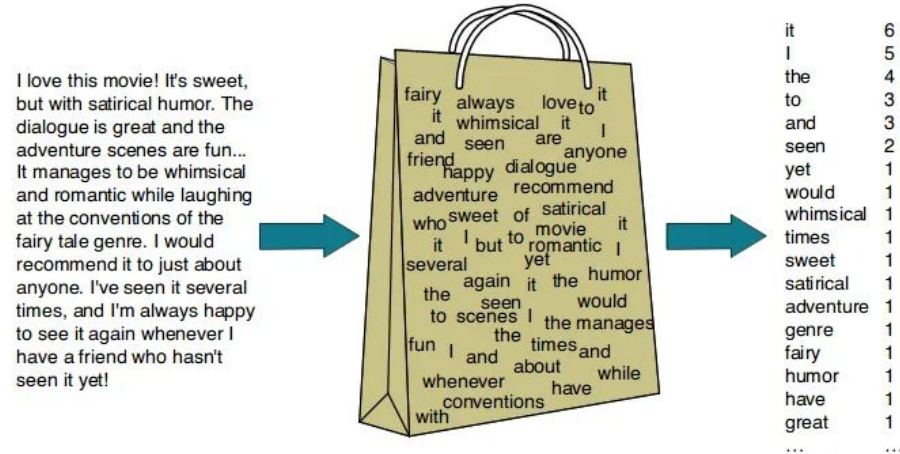 I love this movie! It's sweet,
but with satirical humor. The
dialogue is great and the
adventure scenes are fun...
It manages to be whimsical
and romantic while laughing
at the conventions of the
fairy tale genre. I would
recommend it to just about
anyone. I've seen it several
times, and I'm always happy
to see it again whenever I
have a friend who hasn't
seen it yet!
fairy always love to it
it whimsical it I
and seen are anyone
friend happy dialogue
adventure recommend
who sweet of satirical it
it I but to movie romantic I
several yet
again it the humor
the seen would
to scenes I the manages
fun the times and
I and about while
whenever have
conventions
with
it 6
I 5
the 4
to 3
and 3
seen 2
yet 1
would 1
whimsical 1
times 1
sweet 1
satirical 1
adventure 1
genre 1
fairy 1
humor 1
have 1
great 1
... ...